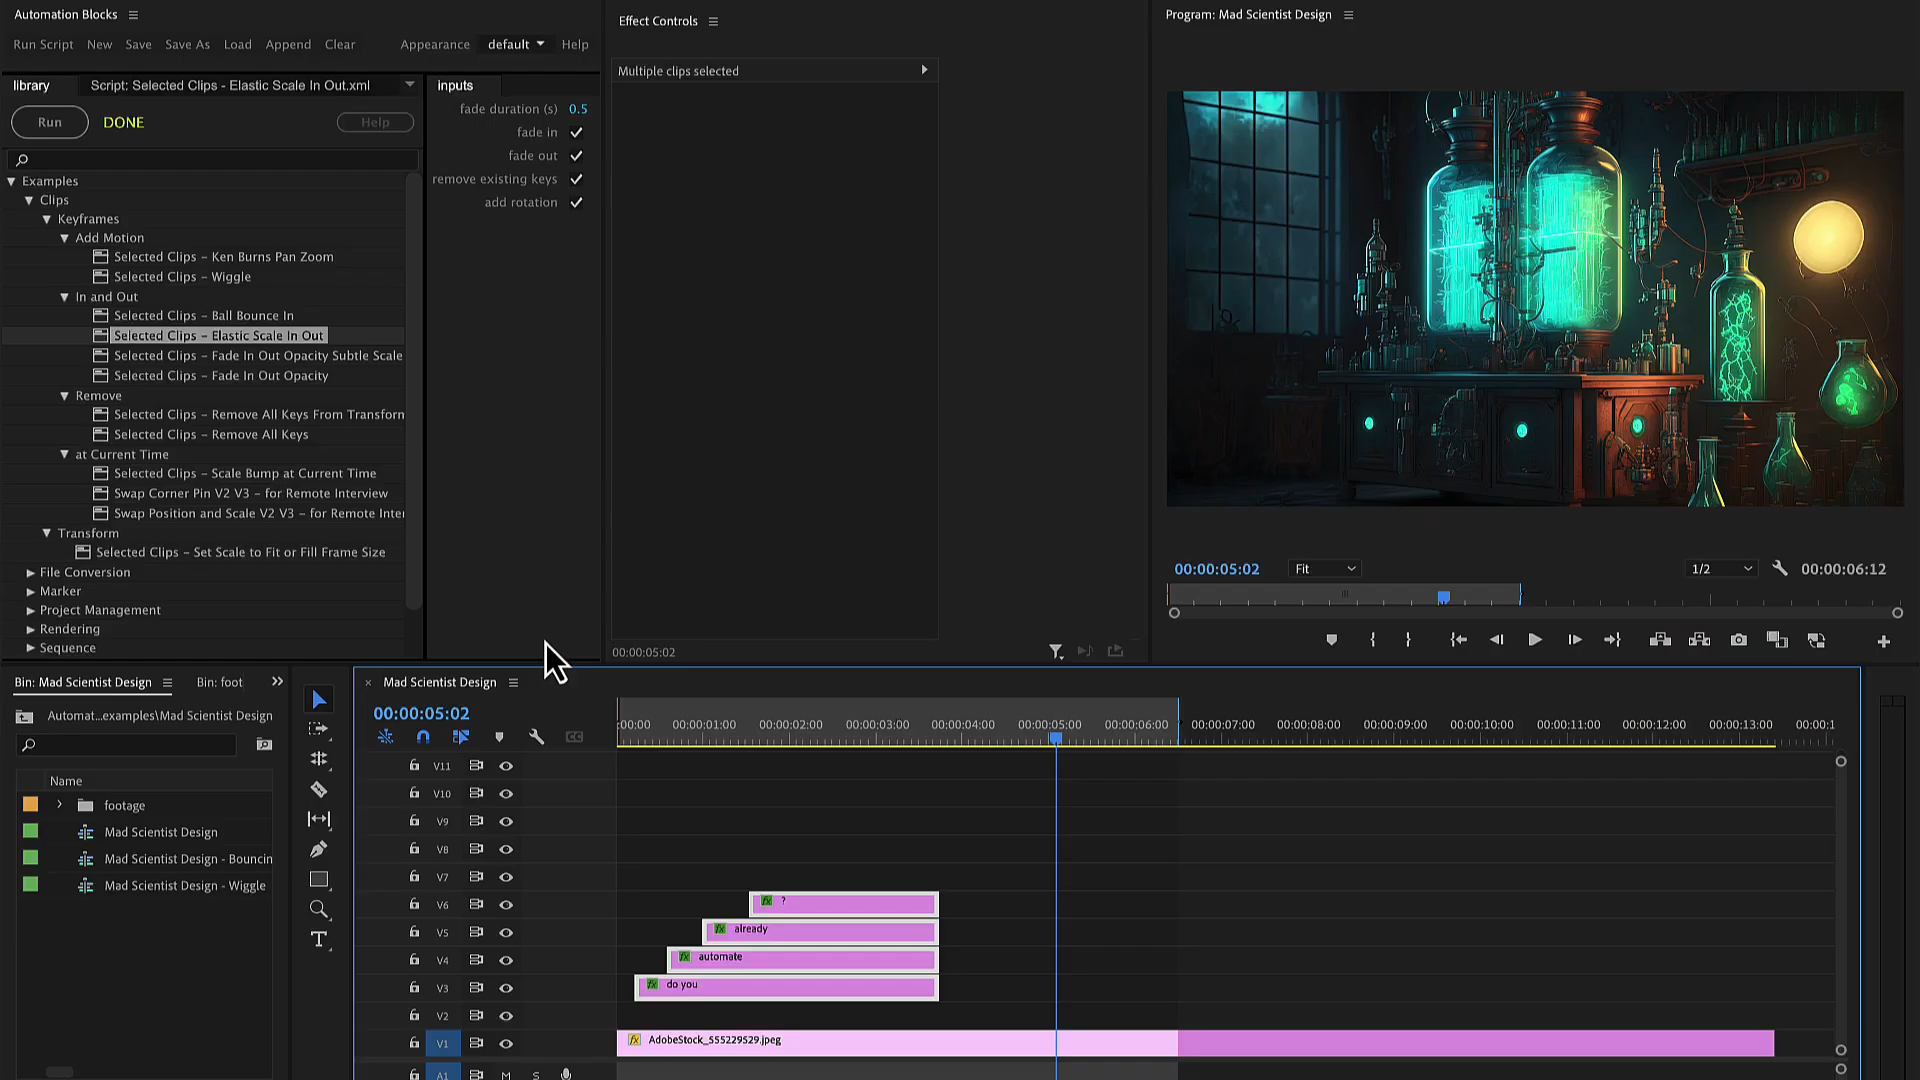 Automation Blocks
Run Script New Save Save As Load Append Clear Appearance default Help
library Script: Selected Clips - Elastic Scale In Out.xml
Run DONE Help
Examples
Clips
Keyframes
Add Motion
Selected Clips – Ken Burns Pan Zoom
Selected Clips – Wiggle
In and Out
Selected Clips – Ball Bounce In
Selected Clips – Elastic Scale In Out
Selected Clips – Fade In Out Opacity Subtle Scale
Selected Clips – Fade In Out Opacity
Remove
Selected Clips – Remove All Keys From Transform
Selected Clips – Remove All Keys
at Current Time
Selected Clips – Scale Bump at Current Time
Swap Corner Pin V2 V3 – for Remote Interview
Swap Position and Scale V2 V3 – for Remote Inter
Transform
Selected Clips – Set Scale to Fit or Fill Frame Size
File Conversion
Marker
Project Management
Rendering
Sequence
inputs
fade duration (s) 0.5
fade in
fade out
remove existing keys
add rotation
Effect Controls
Multiple clips selected
00:00:05:02
Program: Mad Scientist Design
00:00:05:02 Fit 1/2 00:00:06:12
Bin: Mad Scientist Design Bin: foot
Automat...examples\Mad Scientist Design
Name
footage
Mad Scientist Design
Mad Scientist Design - Bouncin
Mad Scientist Design - Wiggle
Mad Scientist Design
00:00:05:02
:00:00 00:00:01:00 00:00:02:00 00:00:03:00 00:00:04:00 00:00:05:00 00:00:06:00 00:00:07:00 00:00:08:00 00:00:09:00 00:00:10:00 00:00:11:00 00:00:12:00 00:00:13:00 00:00:1
V11
V10
V9
V8
V7
V6 fx ?
V5 fx already
V4 fx automate
V3 fx do you
V2
V1 fx AdobeStock_555229529.jpeg
A1 M S